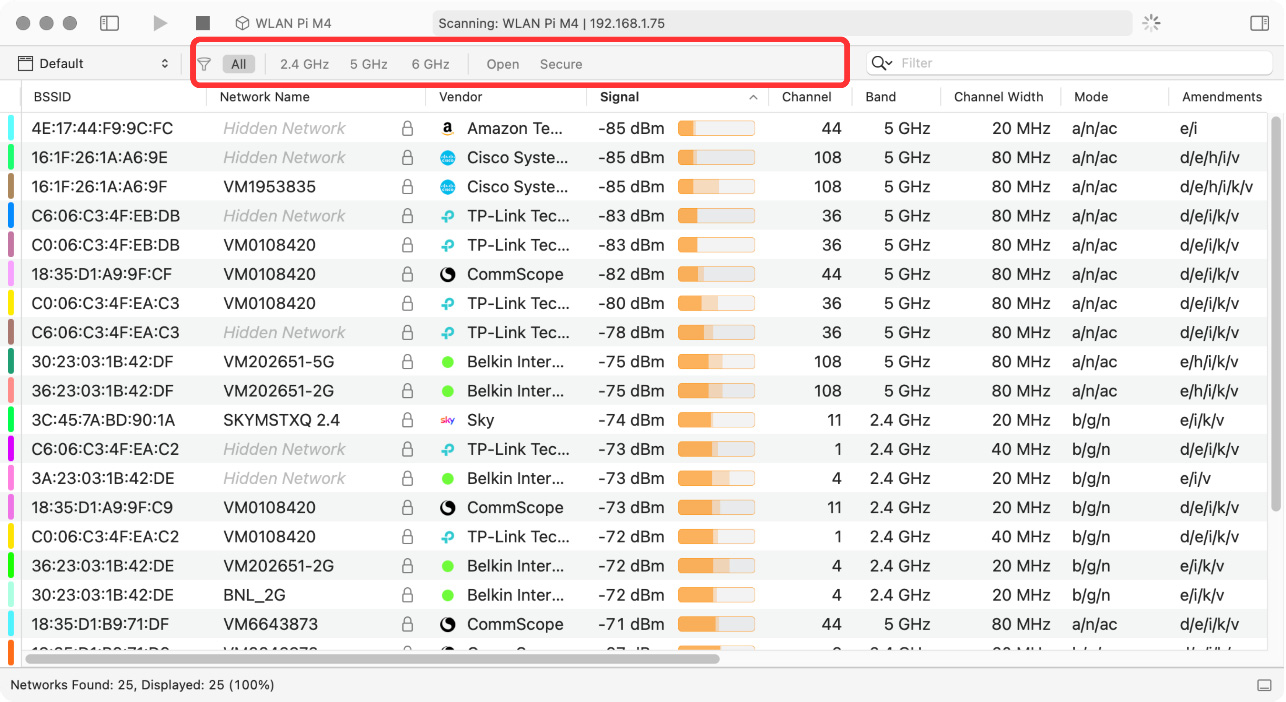 WLAN Pi M4 Scanning: WLAN Pi M4 | 192.168.1.75
Default All 2.4 GHz 5 GHz 6 GHz Open Secure Filter
BSSID Network Name Vendor Signal Channel Band Channel Width Mode Amendments
4E:17:44:F9:9C:FC Hidden Network Amazon Te... -85 dBm 44 5 GHz 20 MHz a/n/ac e/i
16:1F:26:1A:A6:9E Hidden Network Cisco Syste... -85 dBm 108 5 GHz 80 MHz a/n/ac d/e/h/i/v
16:1F:26:1A:A6:9F VM1953835 Cisco Syste... -85 dBm 108 5 GHz 80 MHz a/n/ac d/e/h/i/k/v
C6:06:C3:4F:EB:DB Hidden Network TP-Link Tec... -83 dBm 36 5 GHz 80 MHz a/n/ac d/e/i/k/v
C0:06:C3:4F:EB:DB VM0108420 TP-Link Tec... -83 dBm 36 5 GHz 80 MHz a/n/ac d/e/i/k/v
18:35:D1:A9:9F:CF VM0108420 CommScope -82 dBm 44 5 GHz 80 MHz a/n/ac d/e/i/k/v
C0:06:C3:4F:EA:C3 VM0108420 TP-Link Tec... -80 dBm 36 5 GHz 80 MHz a/n/ac d/e/i/k/v
C6:06:C3:4F:EA:C3 Hidden Network TP-Link Tec... -78 dBm 36 5 GHz 80 MHz a/n/ac d/e/i/k/v
30:23:03:1B:42:DF VM202651-5G Belkin Inter... -75 dBm 108 5 GHz 80 MHz a/n/ac e/h/i/k/v
36:23:03:1B:42:DF VM202651-2G Belkin Inter... -75 dBm 108 5 GHz 80 MHz a/n/ac e/h/i/k/v
3C:45:7A:BD:90:1A SKYMSTXQ 2.4 sky Sky -74 dBm 11 2.4 GHz 20 MHz b/g/n e/i/k/v
C6:06:C3:4F:EA:C2 Hidden Network TP-Link Tec... -73 dBm 1 2.4 GHz 40 MHz b/g/n d/e/i/k/v
3A:23:03:1B:42:DE Hidden Network Belkin Inter... -73 dBm 4 2.4 GHz 20 MHz b/g/n e/i/v
18:35:D1:A9:9F:C9 VM0108420 CommScope -73 dBm 11 2.4 GHz 20 MHz b/g/n d/e/i/k/v
C0:06:C3:4F:EA:C2 VM0108420 TP-Link Tec... -72 dBm 1 2.4 GHz 40 MHz b/g/n d/e/i/k/v
36:23:03:1B:42:DE VM202651-2G Belkin Inter... -72 dBm 4 2.4 GHz 20 MHz b/g/n e/i/k/v
30:23:03:1B:42:DE BNL_2G Belkin Inter... -72 dBm 4 2.4 GHz 20 MHz b/g/n e/i/k/v
18:35:D1:B9:71:DF VM6643873 CommScope -71 dBm 44 5 GHz 80 MHz a/n/ac d/e/i/k/v
Networks Found: 25, Displayed: 25 (100%)